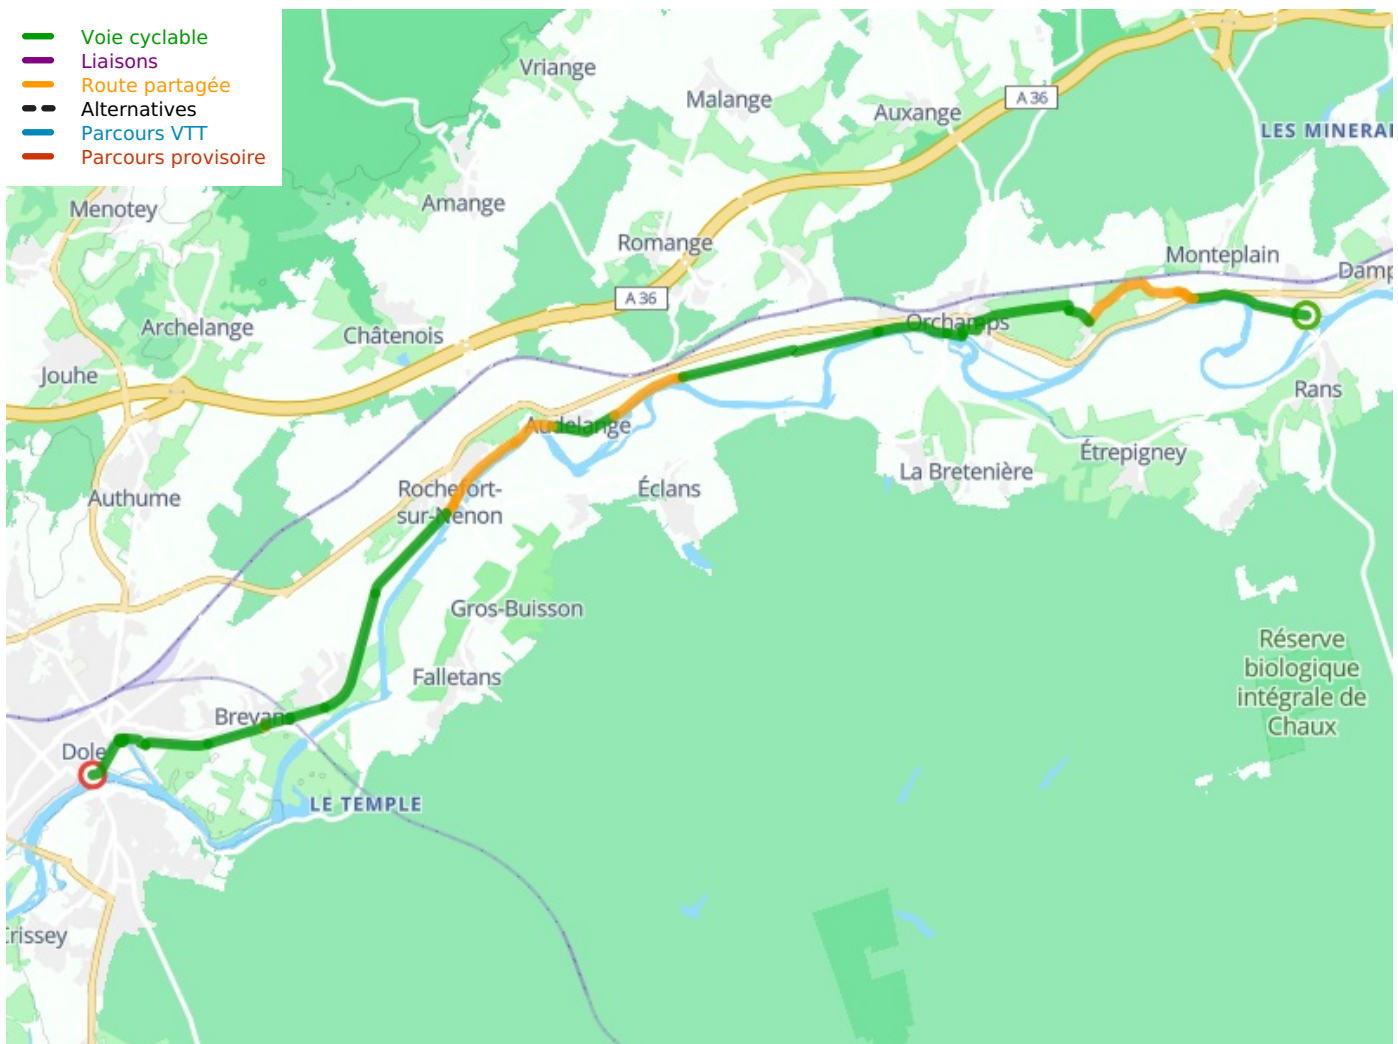 Voie cyclable
Liaisons
Route partagée
Alternatives
Parcours VTT
Parcours provisoire
Vriange
Malange
A 36
Auxange
LES MINERAI
Menotey
Amange
Romange
Monteplain
Damp
A 36
Archelange
Châtenois
Orchamps
Jouhe
Rans
Audelange
Étrepigney
La Bretenière
Authume
Rochefort-
sur-Nenon
Éclans
Gros-Buisson
Réserve
biologique
intégrale de
Chaux
Falletans
Brevans
Dole
LE TEMPLE
Crissey